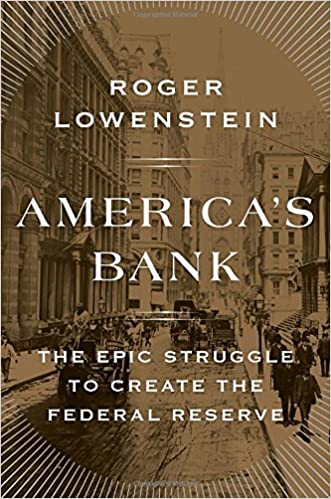 ROGER
LOWENSTEIN
AMERICA'S
BANK
THE EPIC STRUGGLE
TO CREATE THE
FEDERAL RESERVE